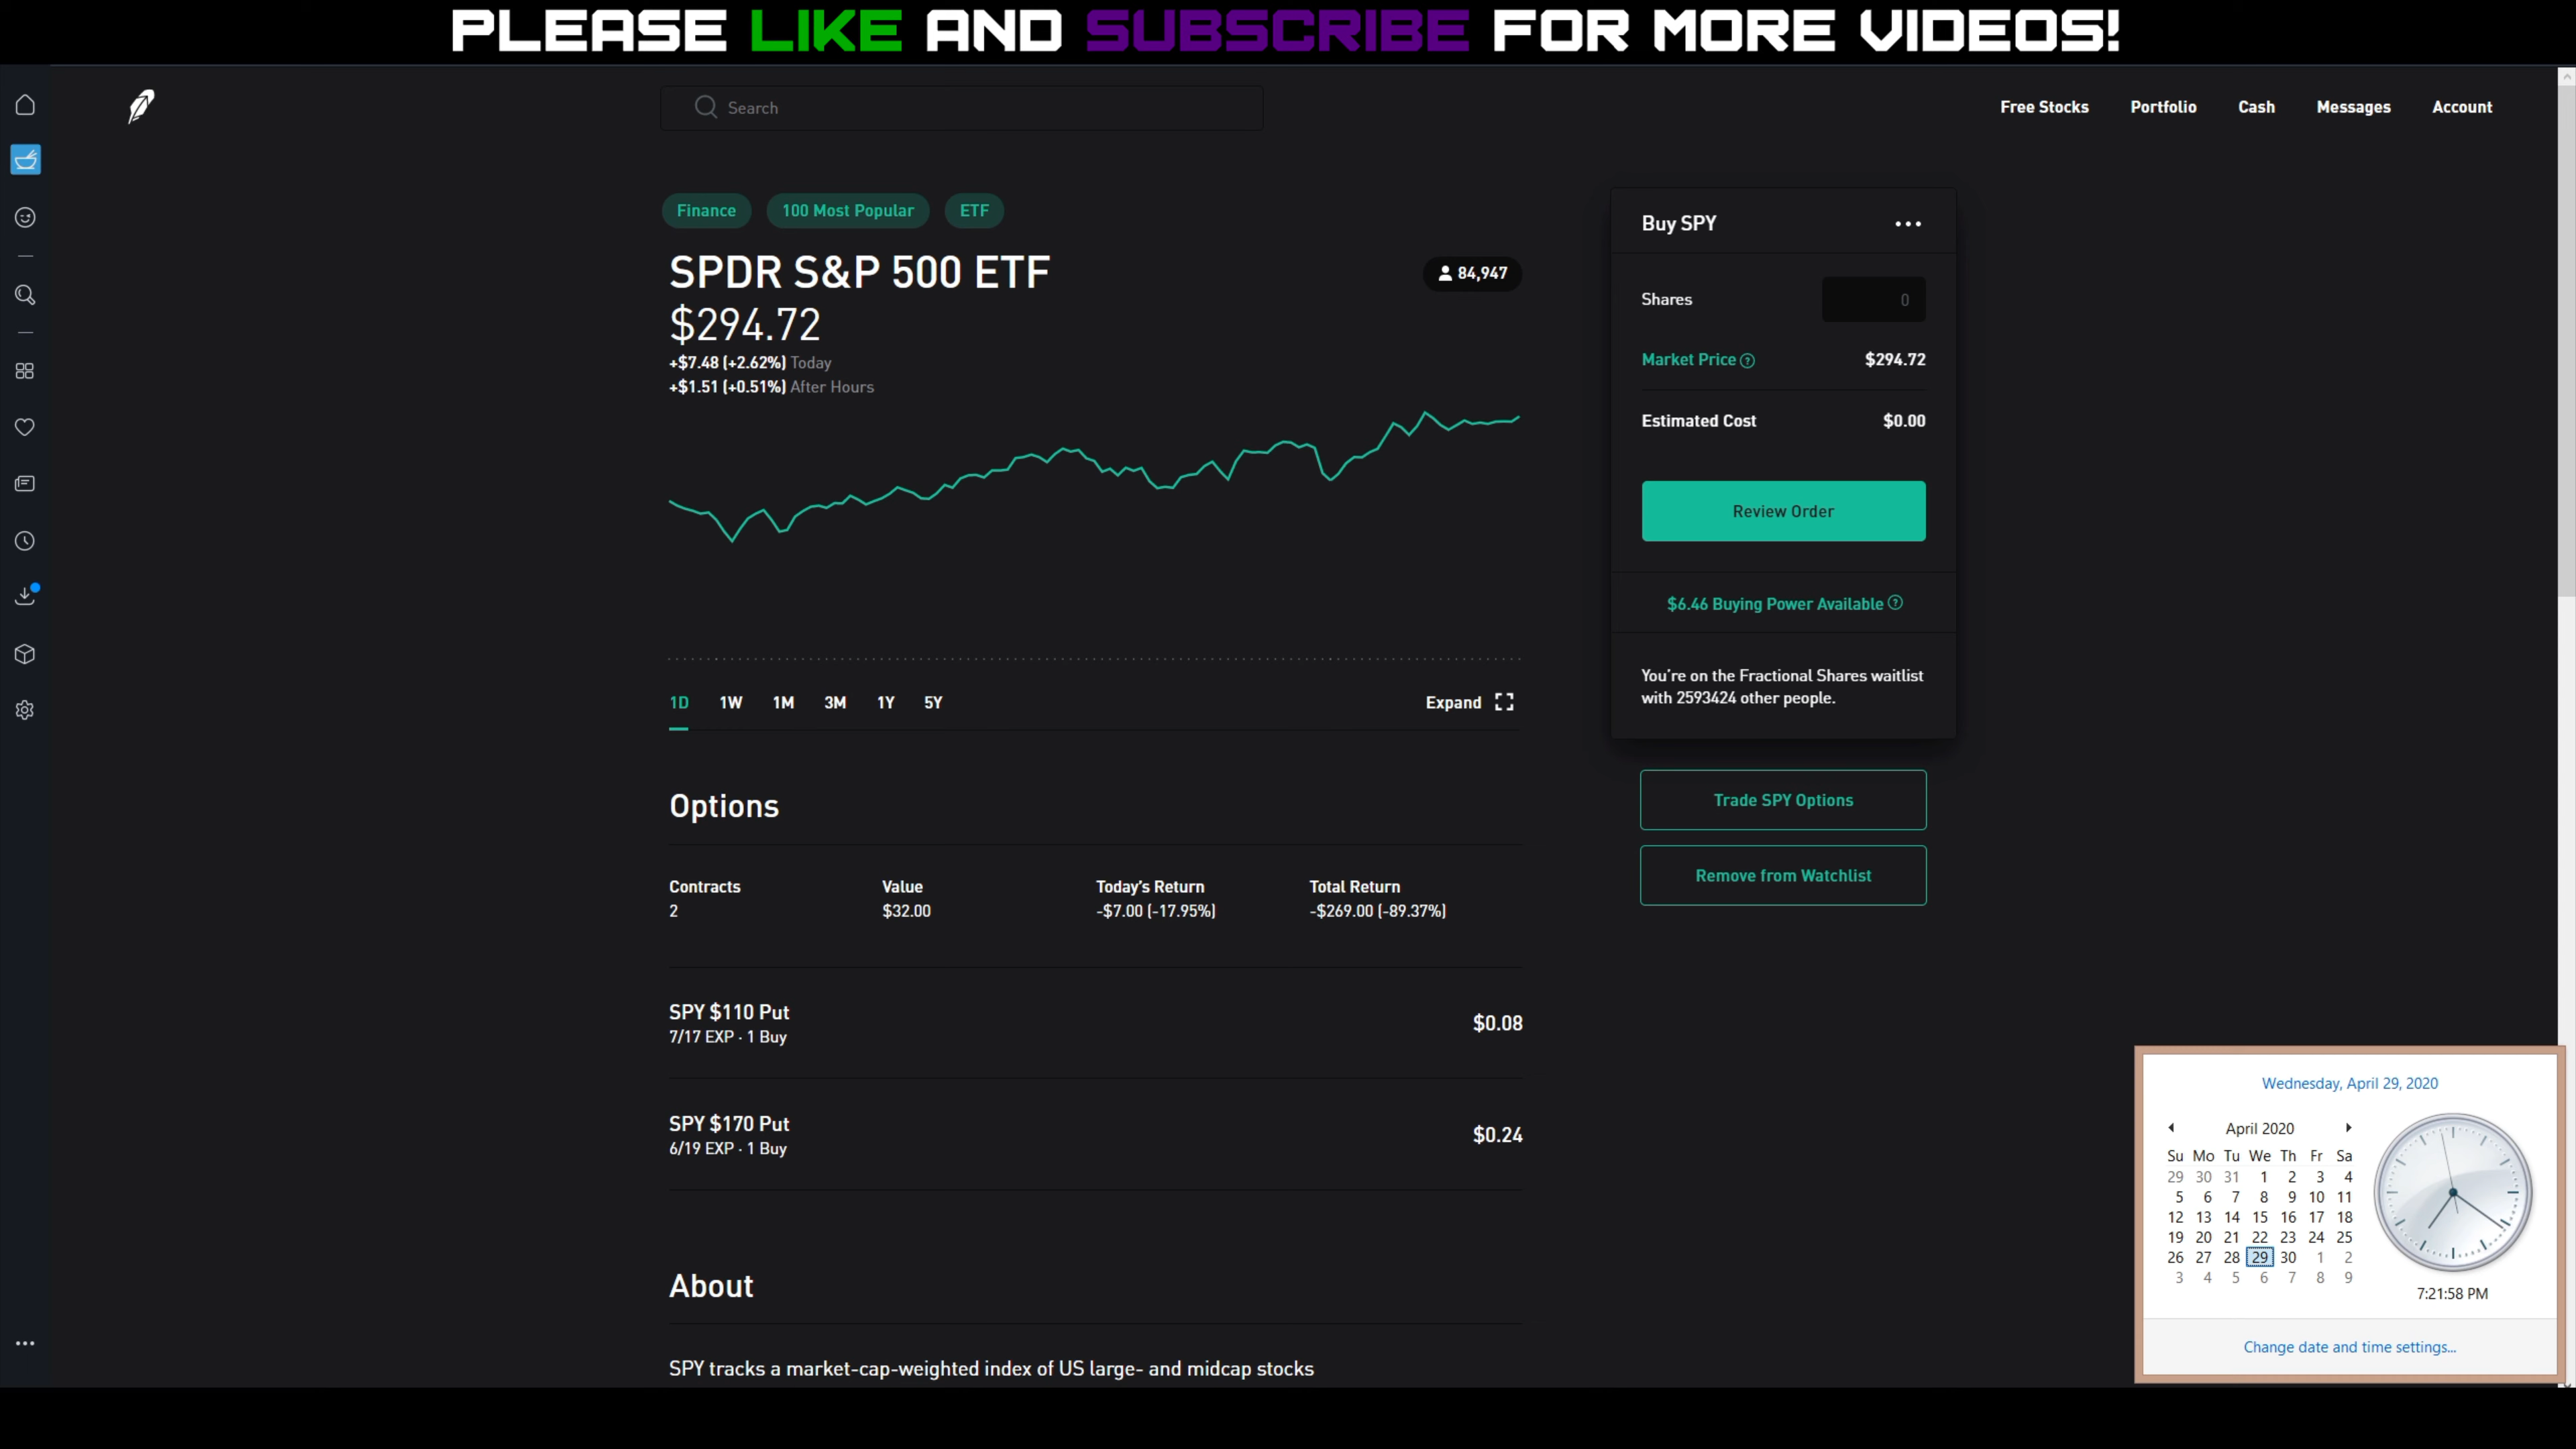 PLEASE LIKE AND SUBSCRIBE FOR MORE VIDEOS!
Search
Free Stocks Portfolio Cash Messages Account
Finance 100 Most Popular ETF
SPDR S&P 500 ETF
84,947
$294.72
+$7.48 (+2.62%) Today
+$1.51 (+0.51%) After Hours
1D 1W 1M 3M 1Y 5Y Expand
Options
Contracts Value Today's Return Total Return
2 $32.00 -$7.00 (-17.95%) -$269.00 (-89.37%)
SPY $110 Put
7/17 EXP · 1 Buy
$0.08
SPY $170 Put
6/19 EXP · 1 Buy
$0.24
About
SPY tracks a market-cap-weighted index of US large- and midcap stocks
Buy SPY
Shares 0
Market Price $294.72
Estimated Cost $0.00
Review Order
$6.46 Buying Power Available
You're on the Fractional Shares waitlist
with 2593424 other people.
Trade SPY Options
Remove from Watchlist
Wednesday, April 29, 2020
April 2020
Su Mo Tu We Th Fr Sa
29 30 31 1 2 3 4
5 6 7 8 9 10 11
12 13 14 15 16 17 18
19 20 21 22 23 24 25
26 27 28 29 30 1 2
3 4 5 6 7 8 9
7:21:58 PM
Change date and time settings...